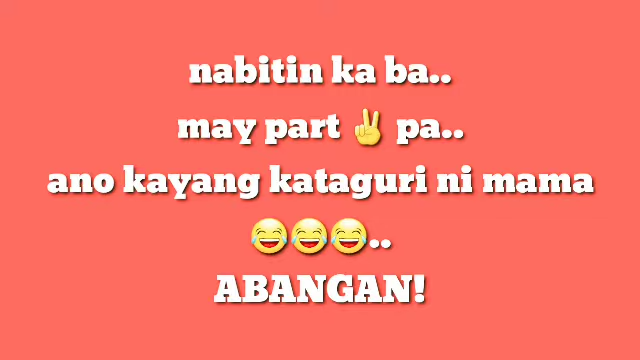 nabitin ka ba..
may part ✌ pa..
ano kayang kataguri ni mama
😂😂😂..
ABANGAN!